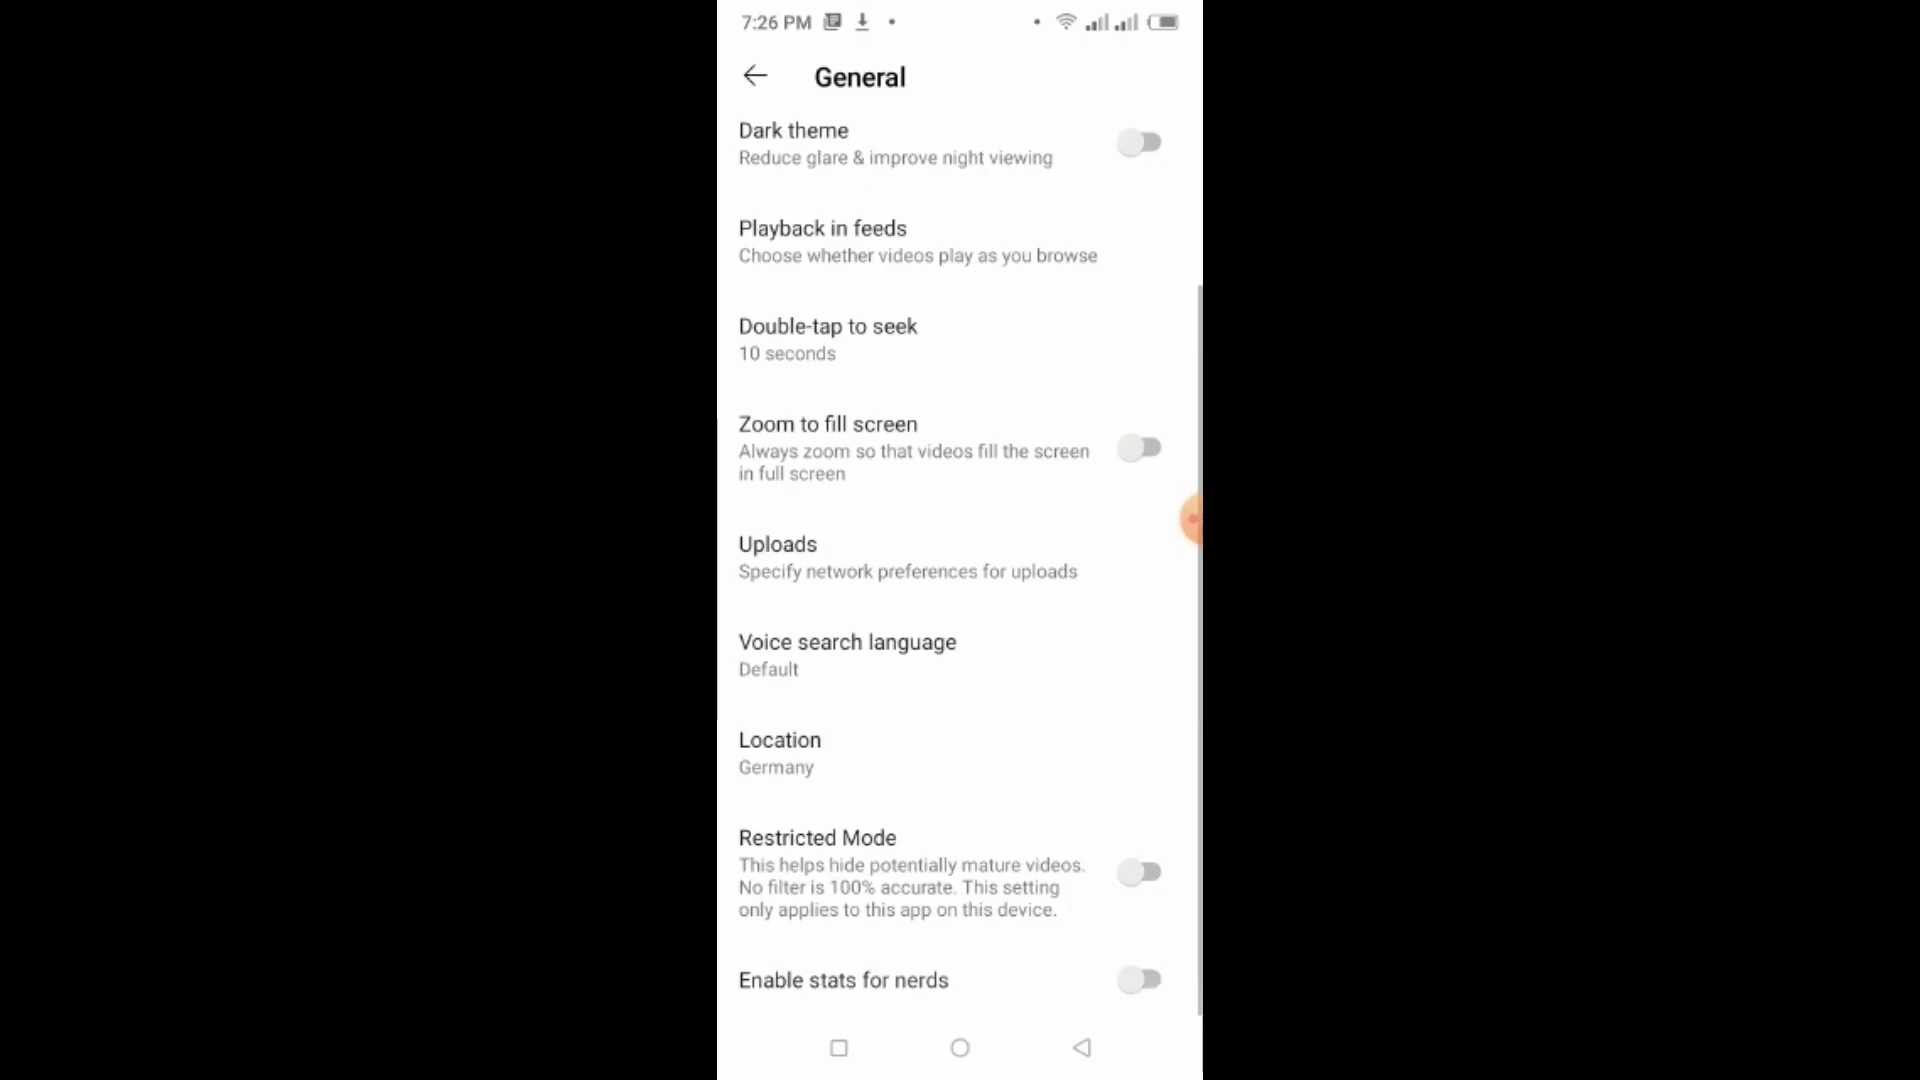 7:26 PM
General
Dark theme
Reduce glare & improve night viewing
Playback in feeds
Choose whether videos play as you browse
Double-tap to seek
10 seconds
Zoom to fill screen
Always zoom so that videos fill the screen
in full screen
Uploads
Specify network preferences for uploads
Voice search language
Default
Location
Germany
Restricted Mode
This helps hide potentially mature videos.
No filter is 100% accurate. This setting
only applies to this app on this device.
Enable stats for nerds